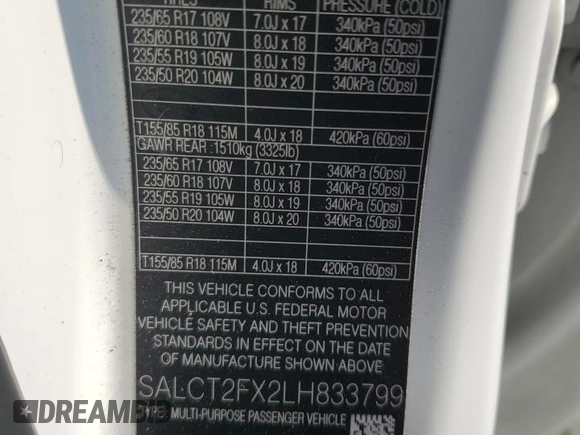 TIRES RIMS PRESSURE (COLD)
235/65 R17 108V 7.0J x 17 340kPa (50psi)
235/60 R18 107V 8.0J x 18 340kPa (50psi)
235/55 R19 105W 8.0J x 19 340kPa (50psi)
235/50 R20 104W 8.0J x 20 340kPa (50psi)
T155/85 R18 115M 4.0J x 18 420kPa (60psi)
GAWR REAR :1510kg (3325lb)
235/65 R17 108V 7.0J x 17 340kPa (50psi)
235/60 R18 107V 8.0J x 18 340kPa (50psi)
235/55 R19 105W 8.0J x 19 340kPa (50psi)
235/50 R20 104W 8.0J x 20 340kPa (50psi)
T155/85 R18 115M 4.0J x 18 420kPa (60psi)
THIS VEHICLE CONFORMS TO ALL
APPLICABLE U.S. FEDERAL MOTOR
VEHICLE SAFETY AND THEFT PREVENTION
STANDARDS IN EFFECT ON THE DATE
OF MANUFACTURE SHOWN ABOVE.
SALCT2FX2LH833799
TYPE: MULTI-PURPOSE PASSENGER VEHICLE
DREAMBID